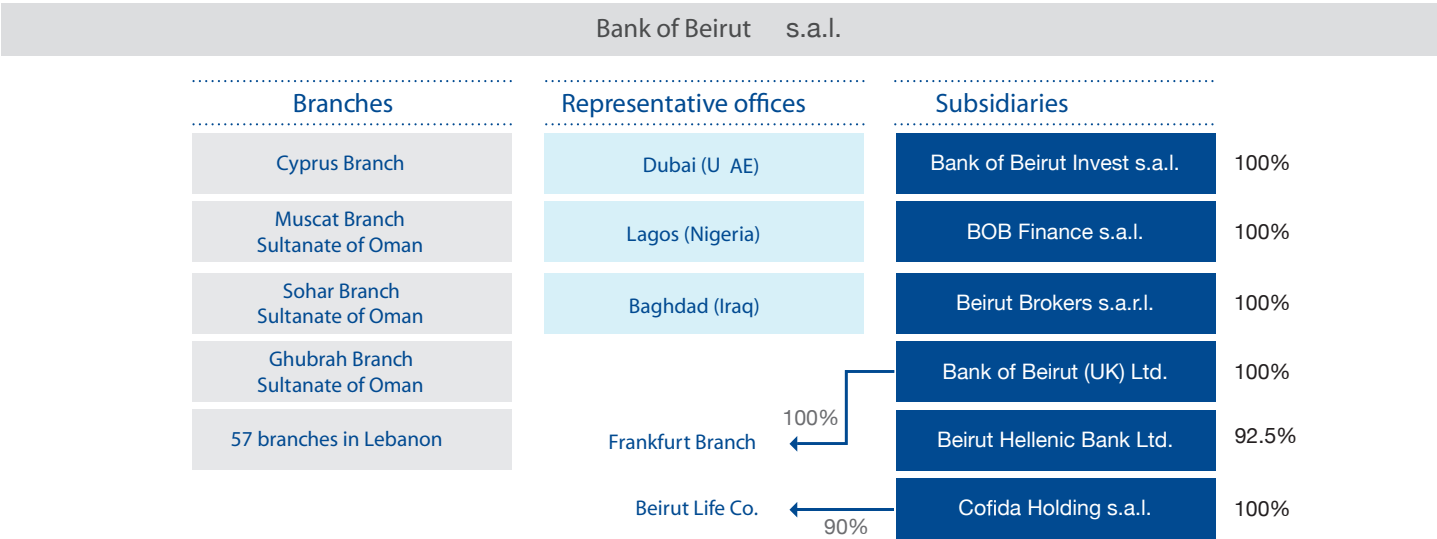 Bank of Beirut s.a.l.
Branches
Representative offices
Subsidiaries
Cyprus Branch
Dubai (U AE)
Bank of Beirut Invest s.a.l.
100%
Muscat Branch
Sultanate of Oman
Lagos (Nigeria)
BOB Finance s.a.l.
100%
Sohar Branch
Sultanate of Oman
Baghdad (Iraq)
Beirut Brokers s.a.r.l.
100%
Ghubrah Branch
Sultanate of Oman
Bank of Beirut (UK) Ltd.
100%
57 branches in Lebanon
100%
Frankfurt Branch
Beirut Hellenic Bank Ltd.
92.5%
Beirut Life Co.
90%
Cofida Holding s.a.l.
100%